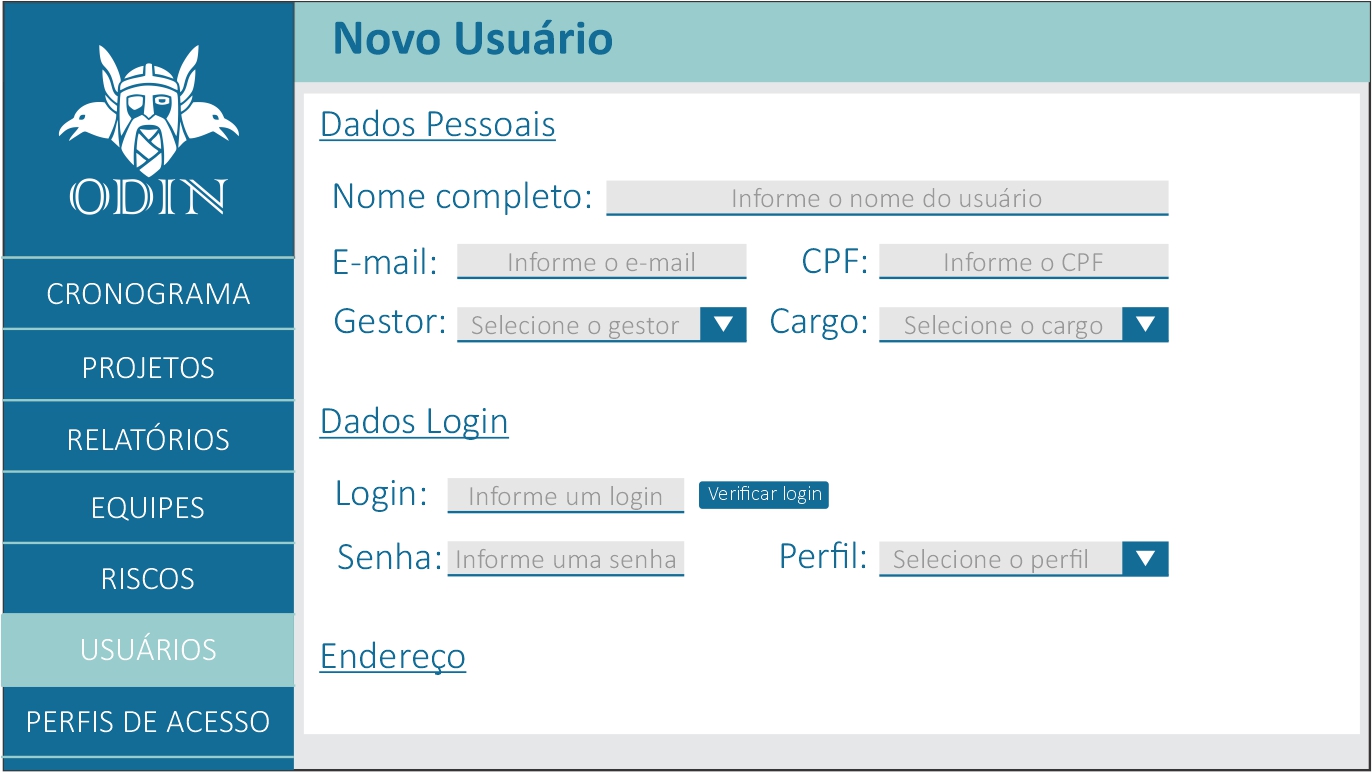 ODIN
CRONOGRAMA
PROJETOS
RELATÓRIOS
EQUIPES
RISCOS
USUÁRIOS
PERFIS DE ACESSO
Novo Usuário
Dados Pessoais
Nome completo: Informe o nome do usuário
E-mail: Informe o e-mail CPF: Informe o CPF
Gestor: Selecione o gestor Cargo: Selecione o cargo
Dados Login
Login: Informe um login Verificar login
Senha: Informe uma senha Perfil: Selecione o perfil
Endereço